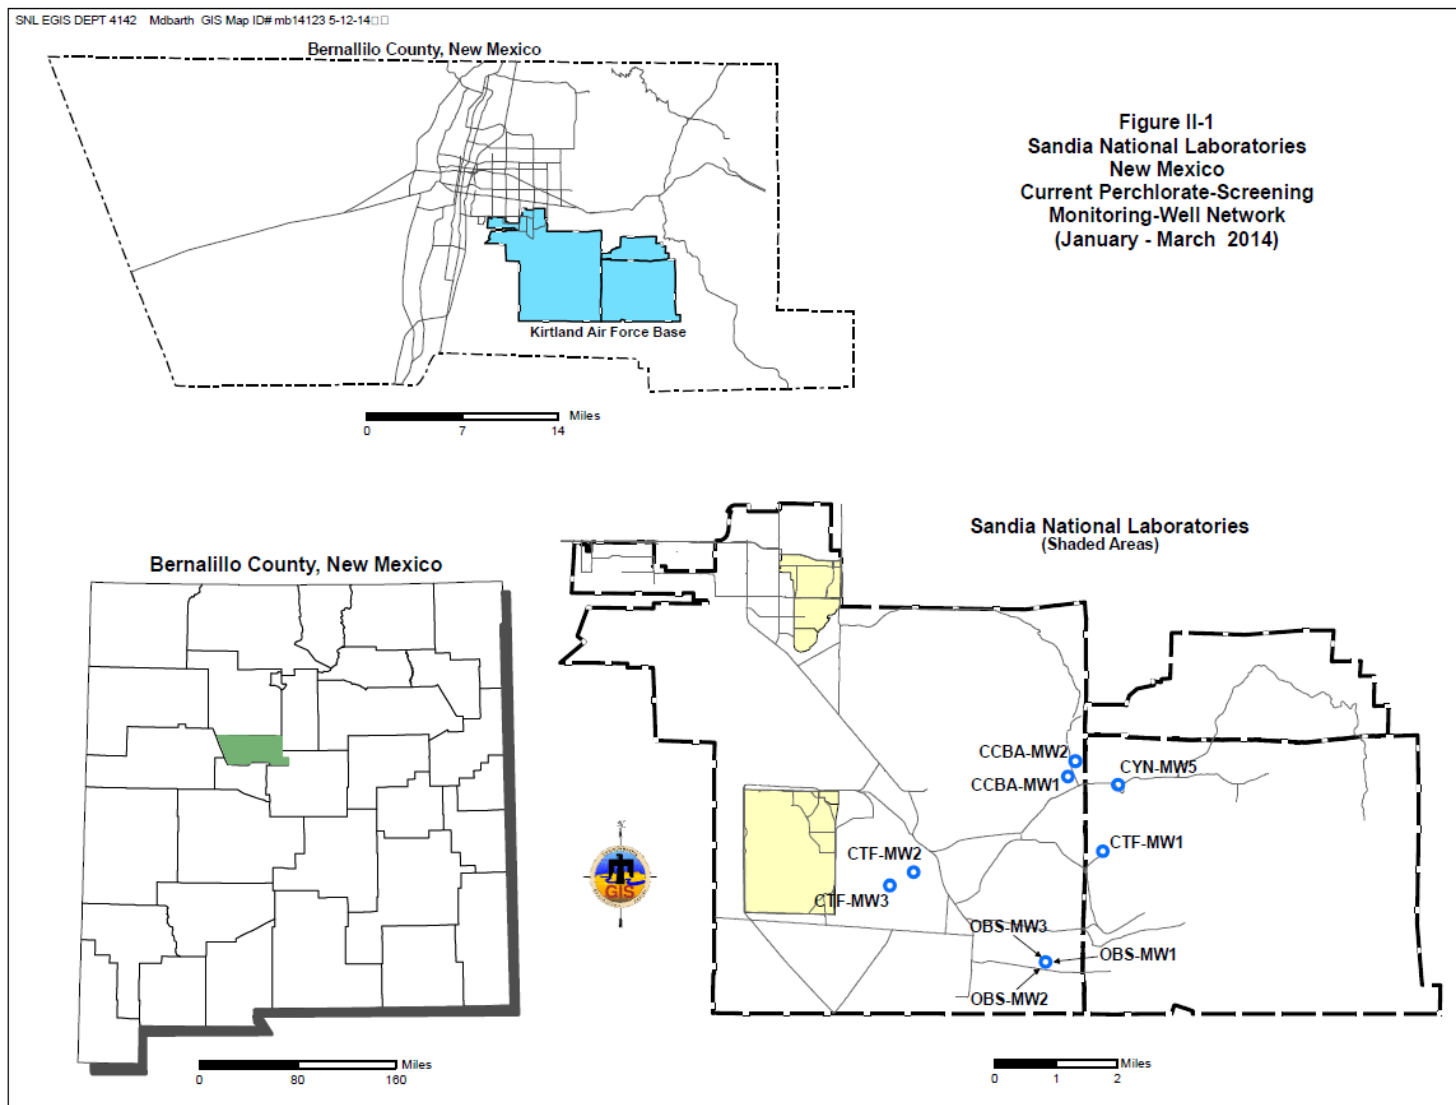 SNL EGIS DEPT 4142 Mdbarth GIS Map ID# mb14123 5-12-14□□
Bernallilo County, New Mexico
Figure II-1
Sandia National Laboratories
New Mexico
Current Perchlorate-Screening
Monitoring-Well Network
(January - March 2014)
Kirtland Air Force Base
Miles
0 7 14
Sandia National Laboratories
(Shaded Areas)
Bernalillo County, New Mexico
CCBA-MW2
CYN-MW5
CCBA-MW1
CTF-MW1
CTF-MW2
GIS
CTF-MW3
OBS-MW3
OBS-MW1
OBS-MW2
Miles
0 80 160
Miles
0 1 2